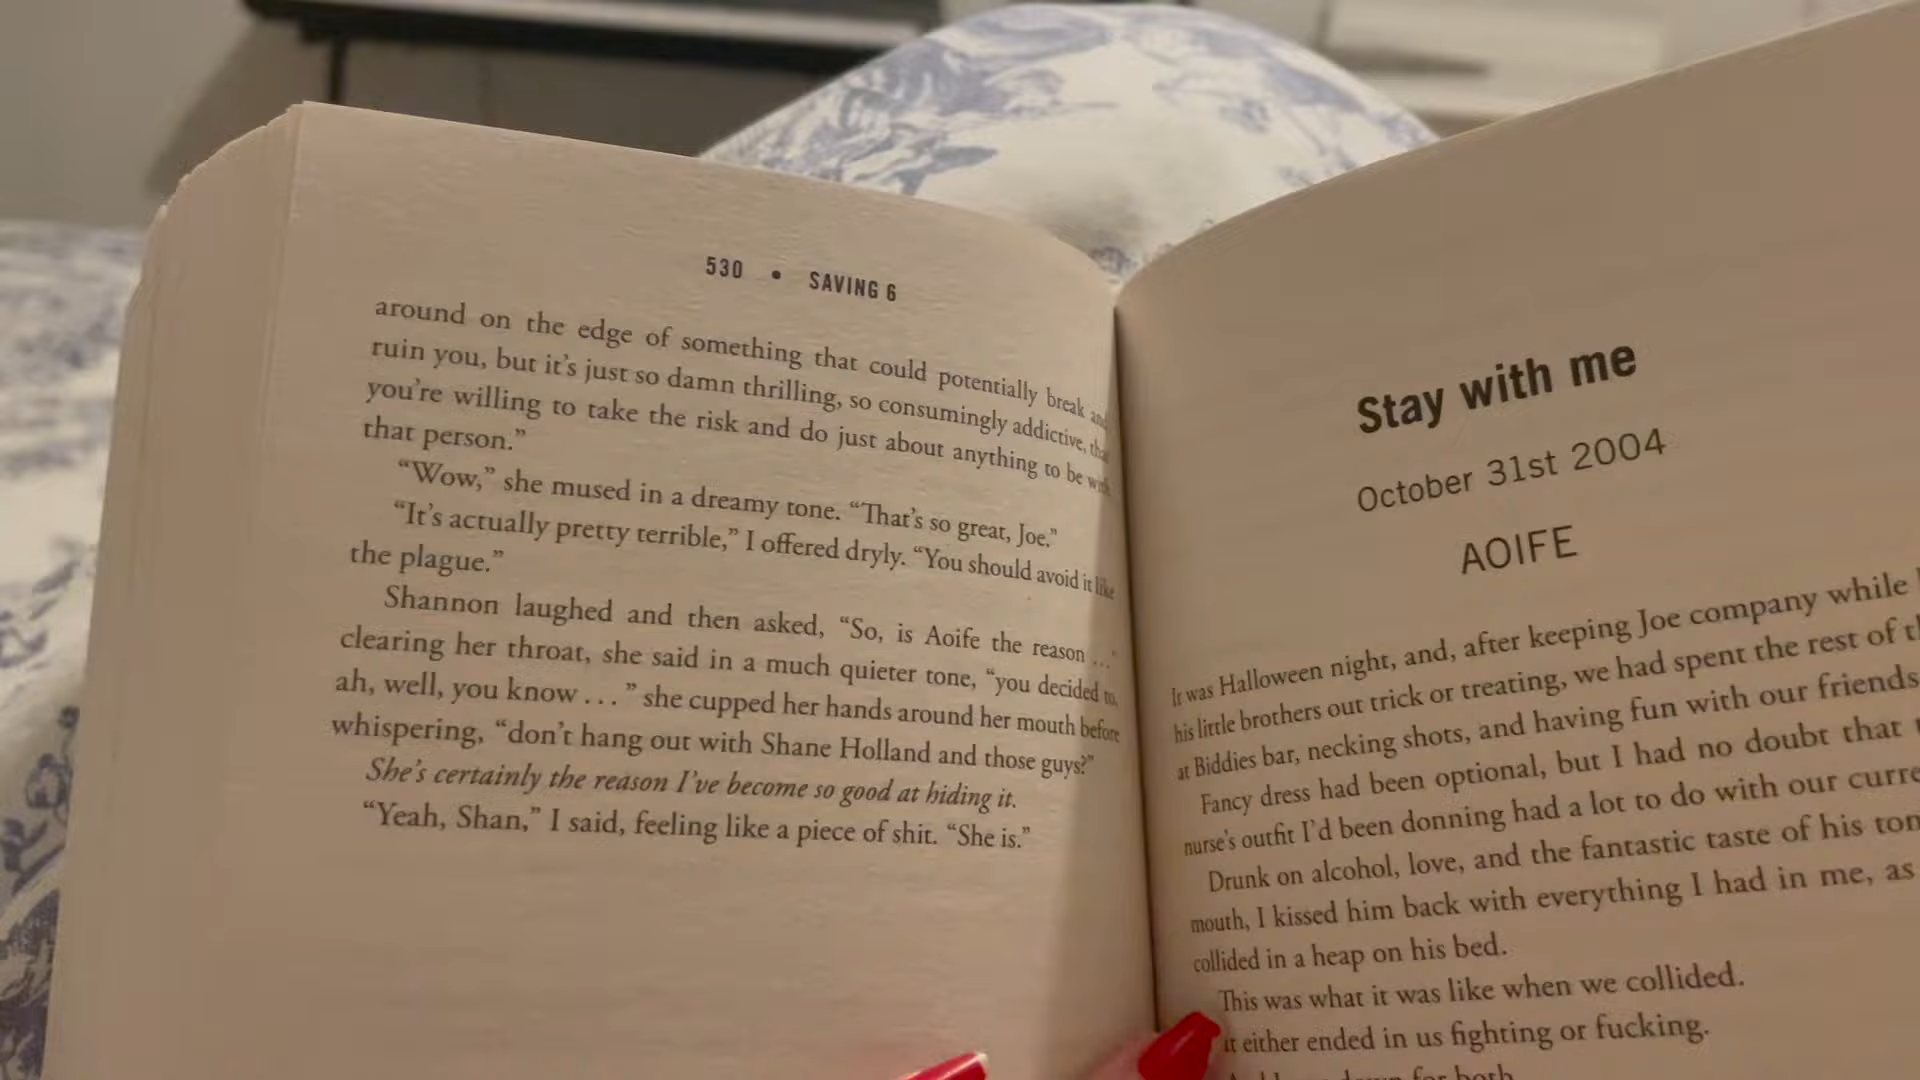 530 • SAVING 6
around on the edge of something that could potentially break and
ruin you, but it’s just so damn thrilling, so consumingly addictive, that
you’re willing to take the risk and do just about anything to be with
that person.”
“Wow,” she mused in a dreamy tone. “That’s so great, Joe.”
“It’s actually pretty terrible,” I offered dryly. “You should avoid it like
the plague.”
Shannon laughed and then asked, “So, is Aoife the reason ...”
clearing her throat, she said in a much quieter tone, “you decided to,
ah, well, you know . . . ” she cupped her hands around her mouth before
whispering, “don’t hang out with Shane Holland and those guys?”
She’s certainly the reason I’ve become so good at hiding it.
“Yeah, Shan,” I said, feeling like a piece of shit. “She is.”
Stay with me
October 31st 2004
AOIFE
It was Halloween night, and, after keeping Joe company while
his little brothers out trick or treating, we had spent the rest of
at Biddies bar, necking shots, and having fun with our friends
Fancy dress had been optional, but I had no doubt that
nurse’s outfit I’d been donning had a lot to do with our
Drunk on alcohol, love, and the fantastic taste of his
mouth, I kissed him back with everything I had in me, as
collided in a heap on his bed.
This was what it was like when we collided.
it either ended in us fighting or fucking.
for both